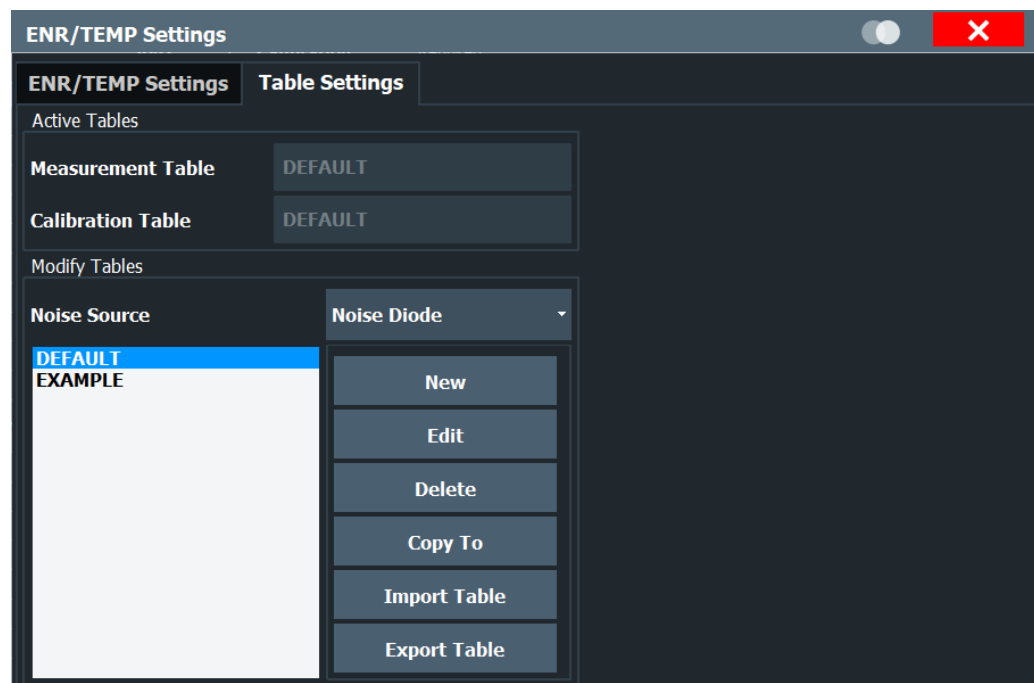 ENR/TEMP Settings
ENR/TEMP Settings Table Settings
Active Tables
Measurement Table DEFAULT
Calibration Table DEFAULT
Modify Tables
Noise Source Noise Diode
DEFAULT
EXAMPLE
New
Edit
Delete
Copy To
Import Table
Export Table